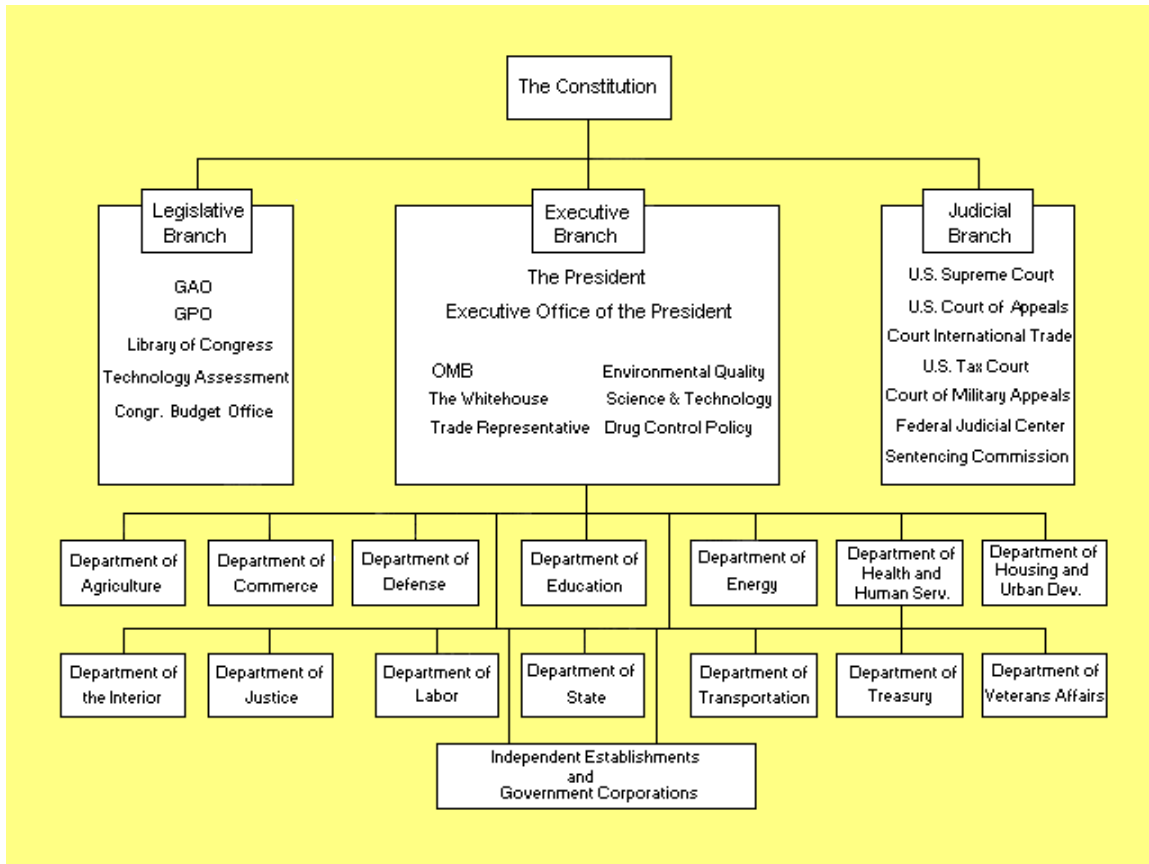 The Constitution
Legislative
Branch
GAO
GPO
Library of Congress
Technology Assessment
Congr. Budget Office
Executive
Branch
The President
Executive Office of the President
OMB
Environmental Quality
The Whitehouse
Science & Technology
Trade Representative
Drug Control Policy
Judicial
Branch
U.S. Supreme Court
U.S. Court of Appeals
Court International Trade
U.S. Tax Court
Court of Military Appeals
Federal Judicial Center
Sentencing Commission
Department of
Agriculture
Department of
Commerce
Department of
Defense
Department of
Education
Department of
Energy
Department of
Health and
Human Serv.
Department of
Housing and
Urban Dev.
Department of
the Interior
Department of
Justice
Department of
Labor
Department of
State
Department of
Transportation
Department of
Treasury
Department of
Veterans Affairs
Independent Establishments
and
Government Corporations